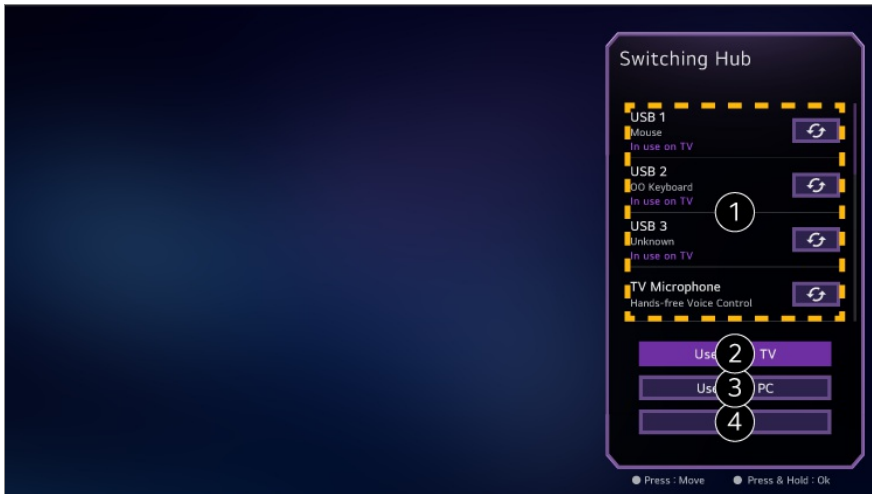 Switching Hub
USB 1
Mouse
In use on TV
USB 2
OO Keyboard
In use on TV
1
USB 3
Unknown
In use on TV
TV Microphone
Hands-free Voice Control
2 TV
3 PC
4
Press : Move Press & Hold : Ok